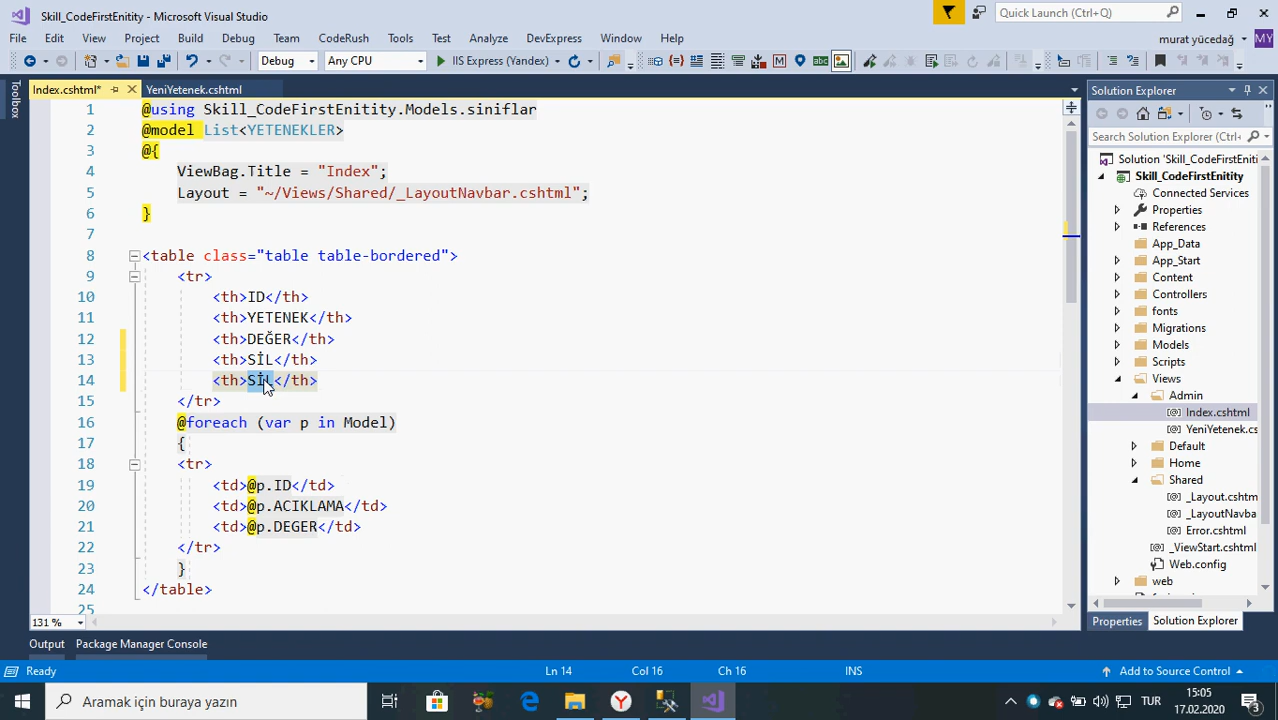 Skill_CodeFirstEnitity - Microsoft Visual Studio
Quick Launch (Ctrl+Q)
File Edit View Project Build Debug Team CodeRush Tools Test Analyze DevExpress Window Help
murat yücedağ MY
Debug Any CPU IIS Express (Yandex) abc
Toolbox
Index.cshtml* YeniYetenek.cshtml
1 @using Skill_CodeFirstEnitity.Models.siniflar
2 @model List<YETENEKLER>
3 @{
4 ViewBag.Title = "Index";
5 Layout = "~/Views/Shared/_LayoutNavbar.cshtml";
6 }
7
8 <table class="table table-bordered">
9 <tr>
10 <th>ID</th>
11 <th>YETENEK</th>
12 <th>DEĞER</th>
13 <th>SİL</th>
14 <th>SİL</th>
15 </tr>
16 @foreach (var p in Model)
17 {
18 <tr>
19 <td>@p.ID</td>
20 <td>@p.ACIKLAMA</td>
21 <td>@p.DEGER</td>
22 </tr>
23 }
24 </table>
25
131 %
Solution Explorer
Search Solution Explorer (Ctrl+
Solution 'Skill_CodeFirstEniti
Skill_CodeFirstEnitity
Connected Services
Properties
References
App_Data
App_Start
Content
Controllers
fonts
Migrations
Models
Scripts
Views
Admin
Index.cshtml
YeniYetenek.cs
Default
Home
Shared
_Layout.cshtm
_LayoutNavba
Error.cshtml
_ViewStart.cshtml
Web.config
web
Properties Solution Explorer
Output Package Manager Console
Ready Ln 14 Col 16 Ch 16 INS Add to Source Control
Aramak için buraya yazın
TUR
15:05
17.02.2020
3